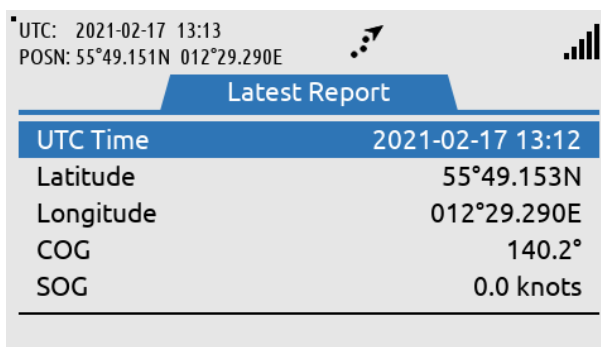 UTC: 2021-02-17 13:13
POSN: 55°49.151N 012°29.290E
Latest Report
UTC Time 2021-02-17 13:12
Latitude 55°49.153N
Longitude 012°29.290E
COG 140.2°
SOG 0.0 knots